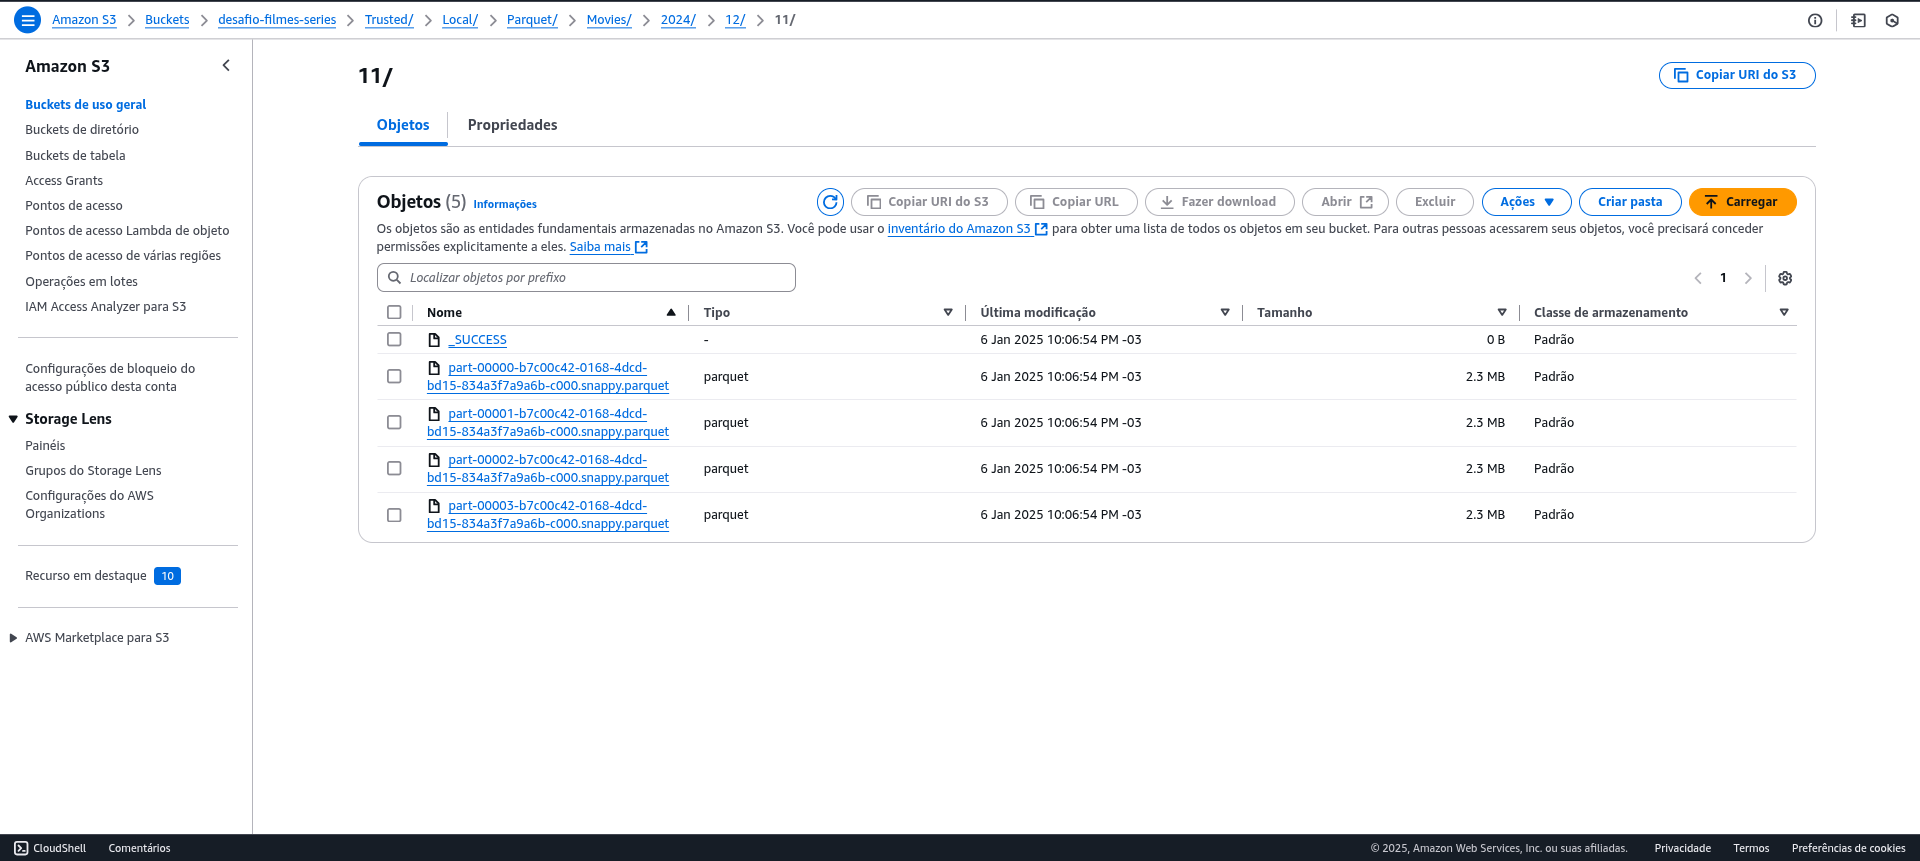 Amazon S3 > Buckets > desafio-filmes-series > Trusted/ > Local/ > Parquet/ > Movies/ > 2024/ > 12/ > 11/
Amazon S3
Buckets de uso geral
Buckets de diretório
Buckets de tabela
Access Grants
Pontos de acesso
Pontos de acesso Lambda de objeto
Pontos de acesso de várias regiões
Operações em lotes
IAM Access Analyzer para S3
Configurações de bloqueio do
acesso público desta conta
Storage Lens
Painéis
Grupos do Storage Lens
Configurações do AWS
Organizations
Recurso em destaque 10
AWS Marketplace para S3
11/
Copiar URI do S3
Objetos Propriedades
Objetos (5) Informações
Copiar URI do S3 Copiar URL Fazer download Abrir Excluir Ações Criar pasta Carregar
Os objetos são as entidades fundamentais armazenadas no Amazon S3. Você pode usar o inventário do Amazon S3 para obter uma lista de todos os objetos em seu bucket. Para outras pessoas acessarem seus objetos, você precisará conceder
permissões explicitamente a eles. Saiba mais
Localizar objetos por prefixo
1
Nome Tipo Última modificação Tamanho Classe de armazenamento
_SUCCESS - 6 Jan 2025 10:06:54 PM -03 0 B Padrão
part-00000-b7c00c42-0168-4dcd-
bd15-834a3f7a9a6b-c000.snappy.parquet parquet 6 Jan 2025 10:06:54 PM -03 2.3 MB Padrão
part-00001-b7c00c42-0168-4dcd-
bd15-834a3f7a9a6b-c000.snappy.parquet parquet 6 Jan 2025 10:06:54 PM -03 2.3 MB Padrão
part-00002-b7c00c42-0168-4dcd-
bd15-834a3f7a9a6b-c000.snappy.parquet parquet 6 Jan 2025 10:06:54 PM -03 2.3 MB Padrão
part-00003-b7c00c42-0168-4dcd-
bd15-834a3f7a9a6b-c000.snappy.parquet parquet 6 Jan 2025 10:06:54 PM -03 2.3 MB Padrão
CloudShell Comentários © 2025, Amazon Web Services, Inc. ou suas afiliadas. Privacidade Termos Preferências de cookies